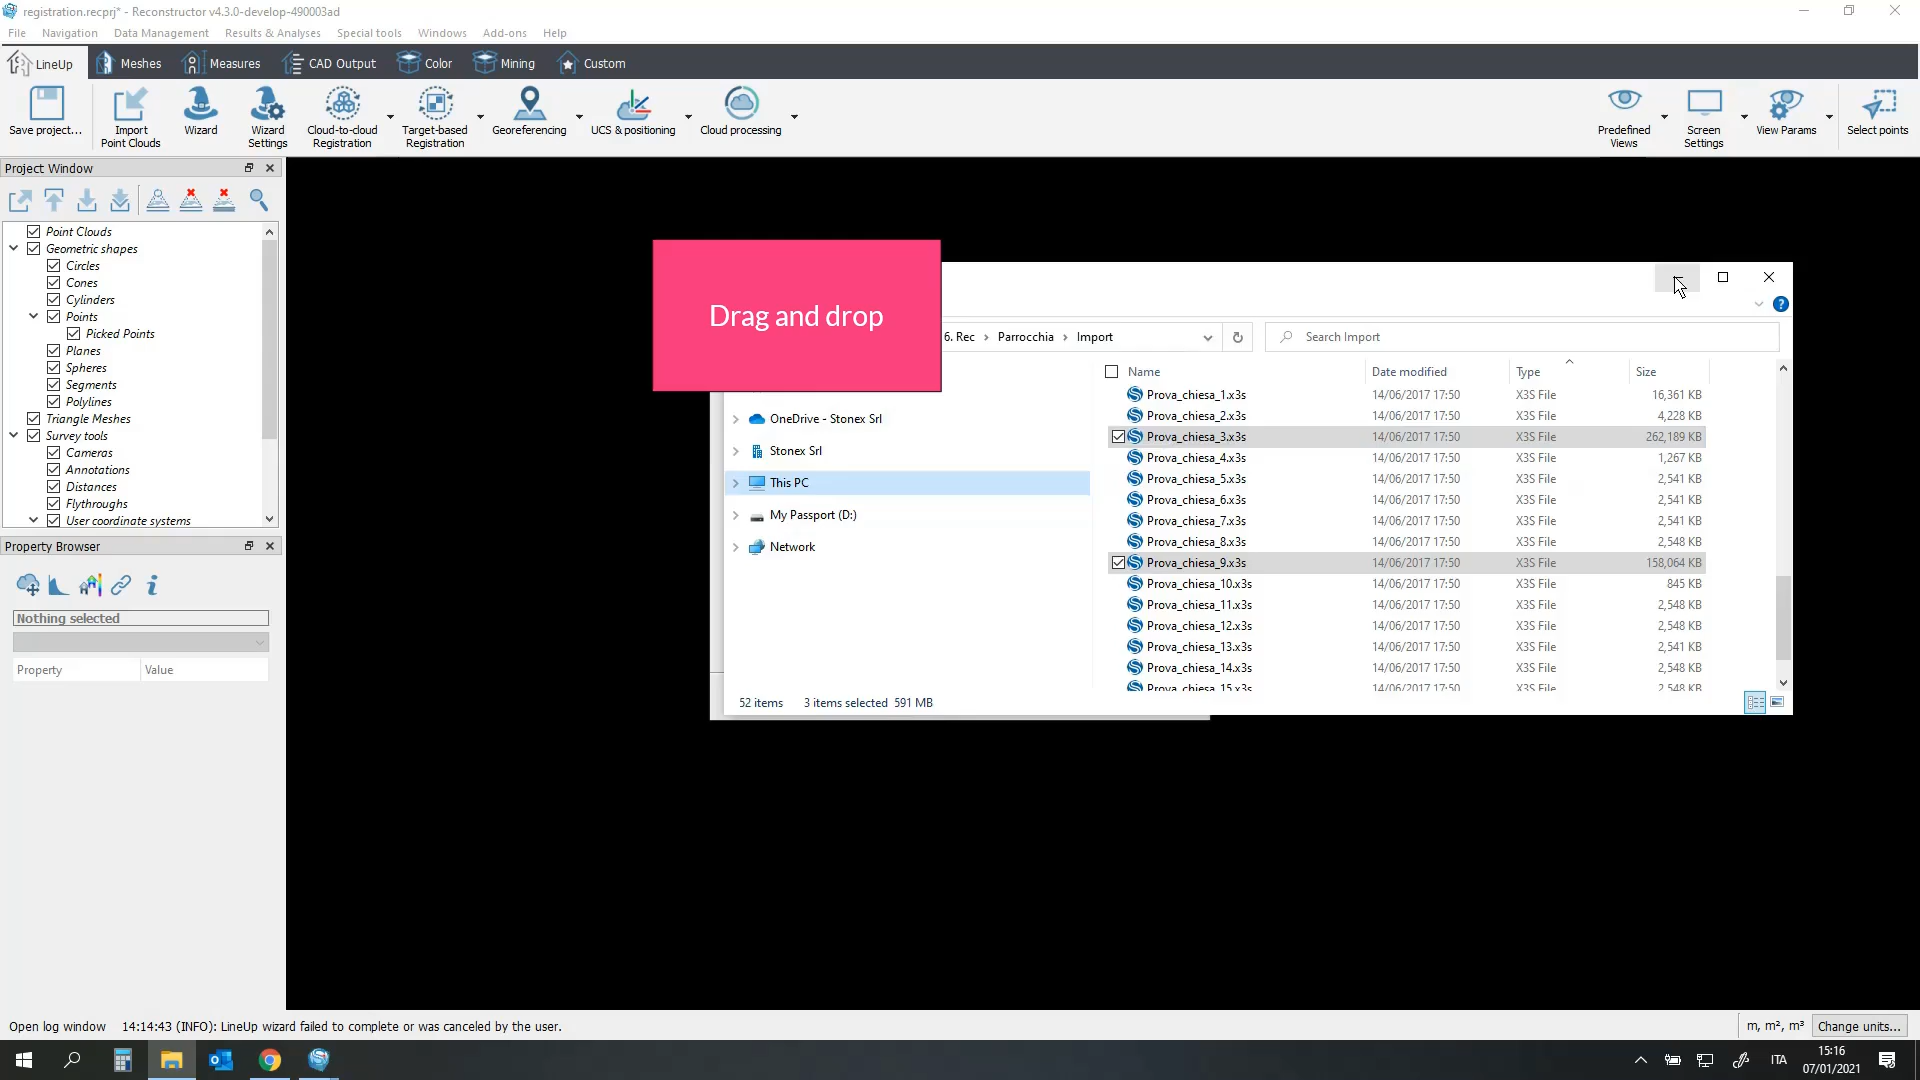 registration.recprj* - Reconstructor v4.3.0-develop-490003ad
File Navigation Data Management Results & Analyses Special tools Windows Add-ons Help
LineUp Meshes Measures CAD Output Color Mining Custom
Save project... Import Point Clouds Wizard Wizard Settings Cloud-to-cloud Registration Target-based Registration Georeferencing UCS & positioning Cloud processing Predefined Views Screen Settings View Params Select points
Project Window
Point Clouds
Geometric shapes
Circles
Cones
Cylinders
Points
Picked Points
Planes
Spheres
Segments
Polylines
Triangle Meshes
Survey tools
Cameras
Annotations
Distances
Flythroughs
User coordinate systems
Property Browser
Nothing selected
Property Value
Drag and drop
6. Rec Parrocchia Import
Search Import
OneDrive - Stonex Srl
Stonex Srl
This PC
My Passport (D:)
Network
Name Date modified Type Size
Prova_chiesa_1.x3s 14/06/2017 17:50 X3S File 16,361 KB
Prova_chiesa_2.x3s 14/06/2017 17:50 X3S File 4,228 KB
Prova_chiesa_3.x3s 14/06/2017 17:50 X3S File 262,189 KB
Prova_chiesa_4.x3s 14/06/2017 17:50 X3S File 1,267 KB
Prova_chiesa_5.x3s 14/06/2017 17:50 X3S File 2,541 KB
Prova_chiesa_6.x3s 14/06/2017 17:50 X3S File 2,541 KB
Prova_chiesa_7.x3s 14/06/2017 17:50 X3S File 2,541 KB
Prova_chiesa_8.x3s 14/06/2017 17:50 X3S File 2,548 KB
Prova_chiesa_9.x3s 14/06/2017 17:50 X3S File 158,064 KB
Prova_chiesa_10.x3s 14/06/2017 17:50 X3S File 845 KB
Prova_chiesa_11.x3s 14/06/2017 17:50 X3S File 2,548 KB
Prova_chiesa_12.x3s 14/06/2017 17:50 X3S File 2,548 KB
Prova_chiesa_13.x3s 14/06/2017 17:50 X3S File 2,541 KB
Prova_chiesa_14.x3s 14/06/2017 17:50 X3S File 2,548 KB
Prova_chiesa_15.x3s 14/06/2017 17:50 X3S File 2,548 KB
52 items 3 items selected 591 MB
Open log window 14:14:43 (INFO): LineUp wizard failed to complete or was canceled by the user.
m, m², m³ Change units...
ITA 15:16
07/01/2021